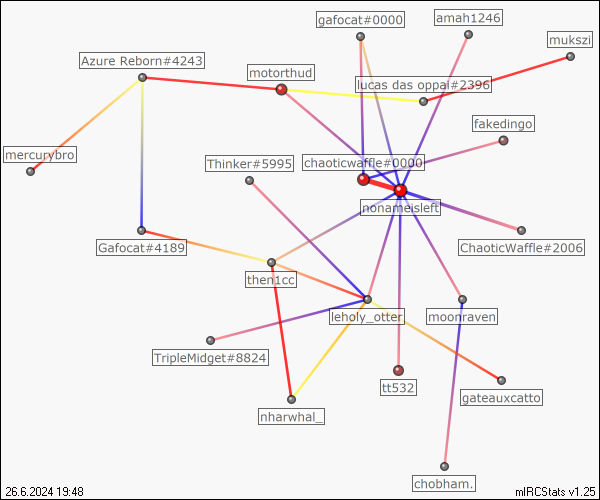 gafocat#0000
amah1246
mukszi
Azure Reborn#4243
motorthud
lucas das oppai#2396
fakedingo
mercurybro
Thinker#5995
chaoticwaffle#0000
nonameisleft
Gafocat#4189
ChaoticWaffle#2006
then1cc
leholy_otter
moonraven
TripleMidget#8824
tt532
gateauxcatto
nharwhal_
chobham.
26.6.2024 19:48
mIRCStats v1.25